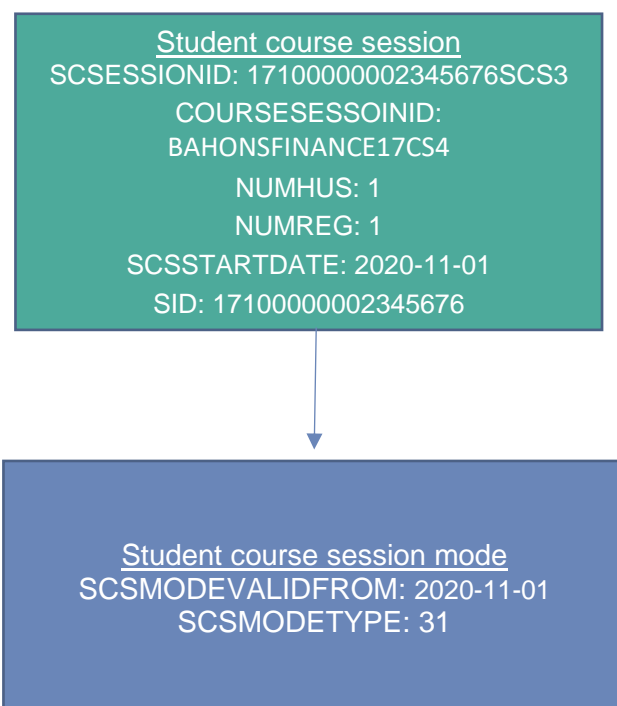 Student course session
SCSESSIONID: 17100000002345676SCS3
COURSESESSOINID:
BAHONSFINANCE17CS4
NUMHUS: 1
NUMREG: 1
SCSSTARTDATE: 2020-11-01
SID: 17100000002345676
Student course session mode
SCSMODEVALIDFROM: 2020-11-01
SCSMODETYPE: 31